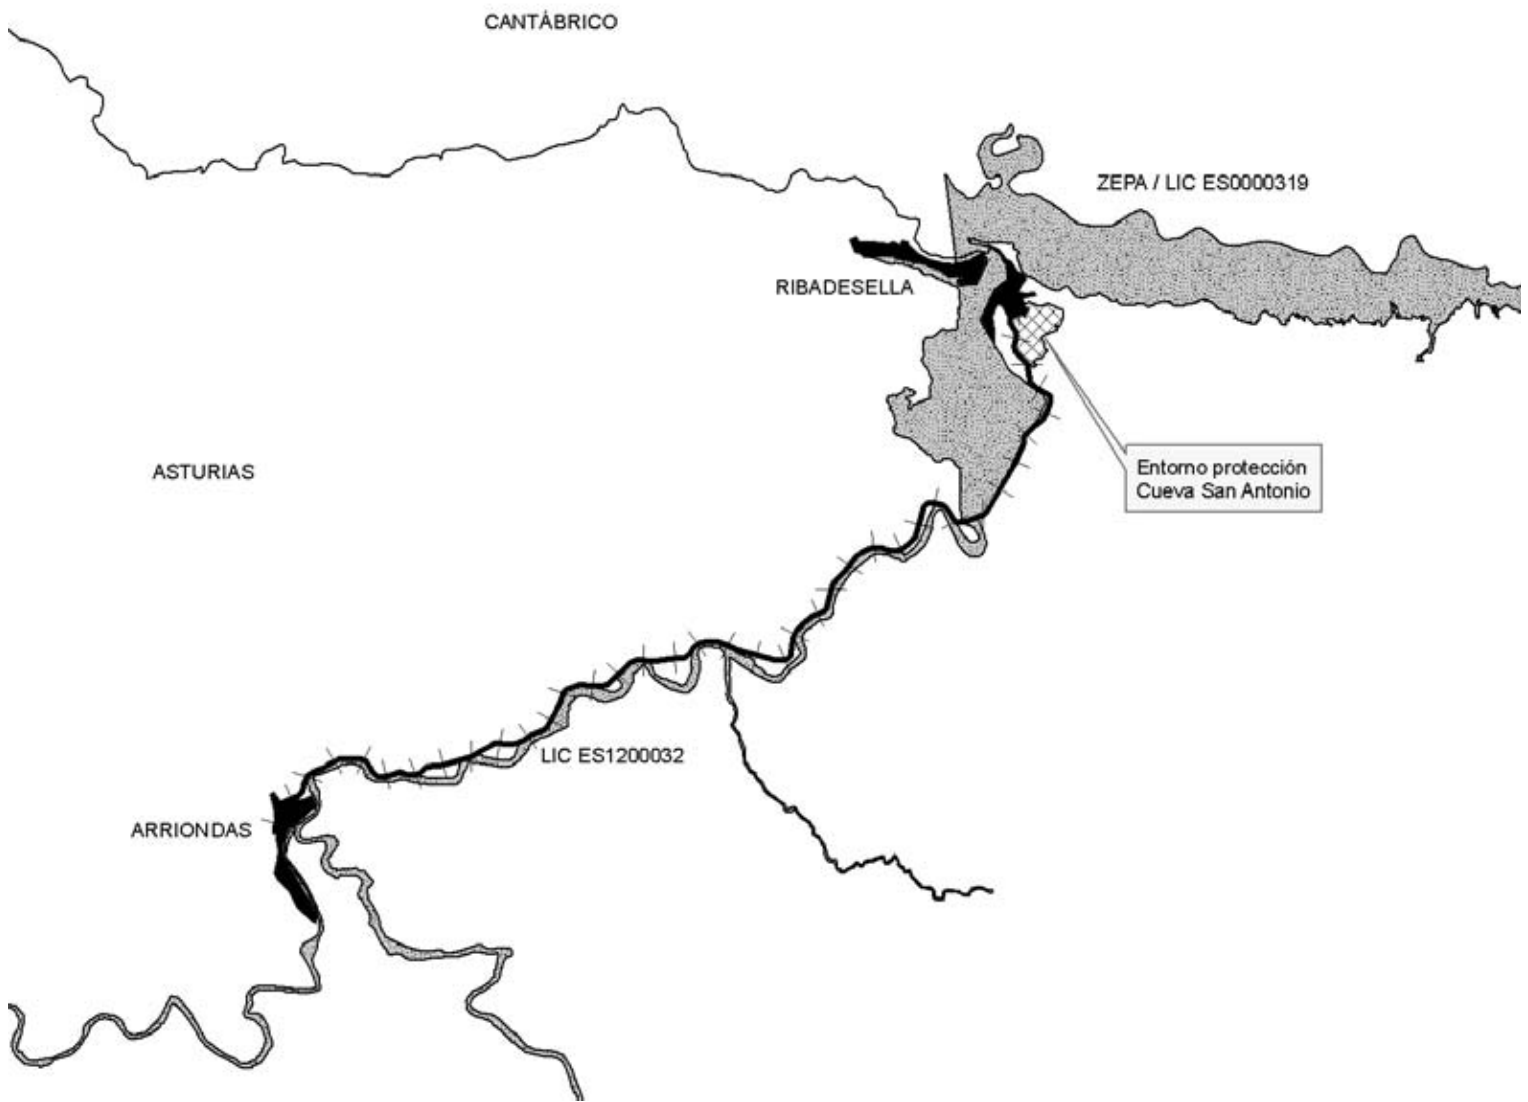 CANTÁBRICO
ZEPA / LIC ES0000319
RIBADESELLA
ASTURIAS
Entorno protección
Cueva San Antonio
LIC ES1200032
ARRIONDAS